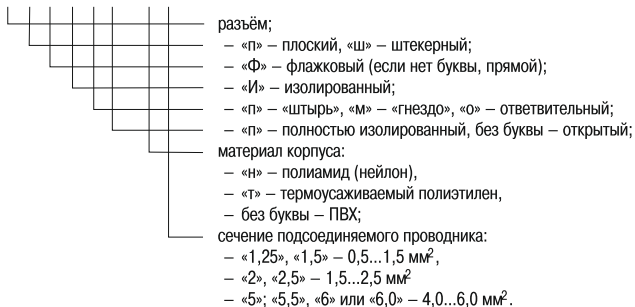 разъём;
– «п» – плоский, «ш» – штекерный;
– «Ф» – флажковый (если нет буквы, прямой);
– «И» – изолированный;
– «п» – «штырь», «м» – «гнездо», «о» – ответвительный;
– «п» – полностью изолированный, без буквы – открытый;
материал корпуса:
– «н» – полиамид (нейлон),
– «т» – термоусаживаемый полиэтилен,
– без буквы – ПВХ;
сечение подсоединяемого проводника:
– «1,25», «1,5» – 0,5...1,5 мм²,
– «2», «2,5» – 1,5...2,5 мм²
– «5»; «5,5», «6» или «6,0» – 4,0...6,0 мм².